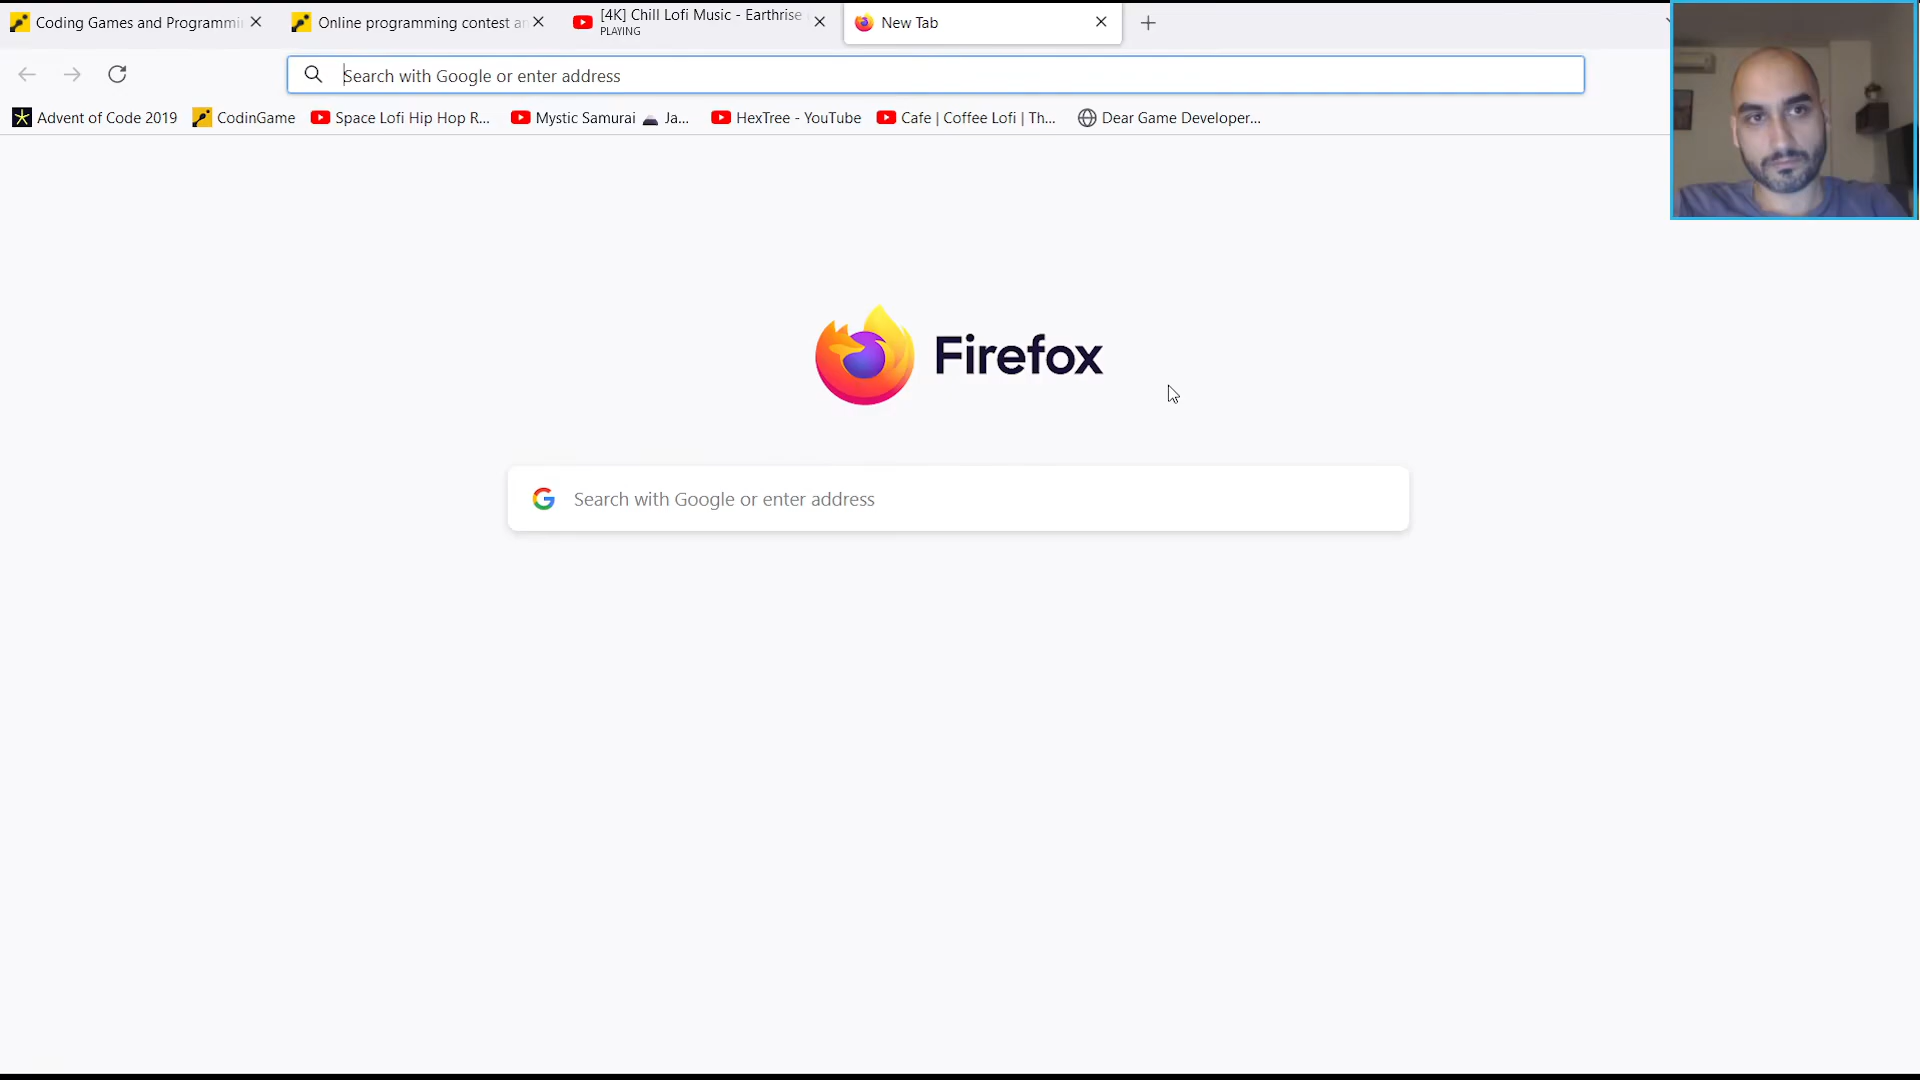 Coding Games and Programmi
Online programming contest an
[4K] Chill Lofi Music - Earthrise
PLAYING
New Tab
Search with Google or enter address
Advent of Code 2019
CodinGame
Space Lofi Hip Hop R...
Mystic Samurai 🗻 Ja...
HexTree - YouTube
Cafe | Coffee Lofi | Th...
Dear Game Developer...
Firefox
Search with Google or enter address